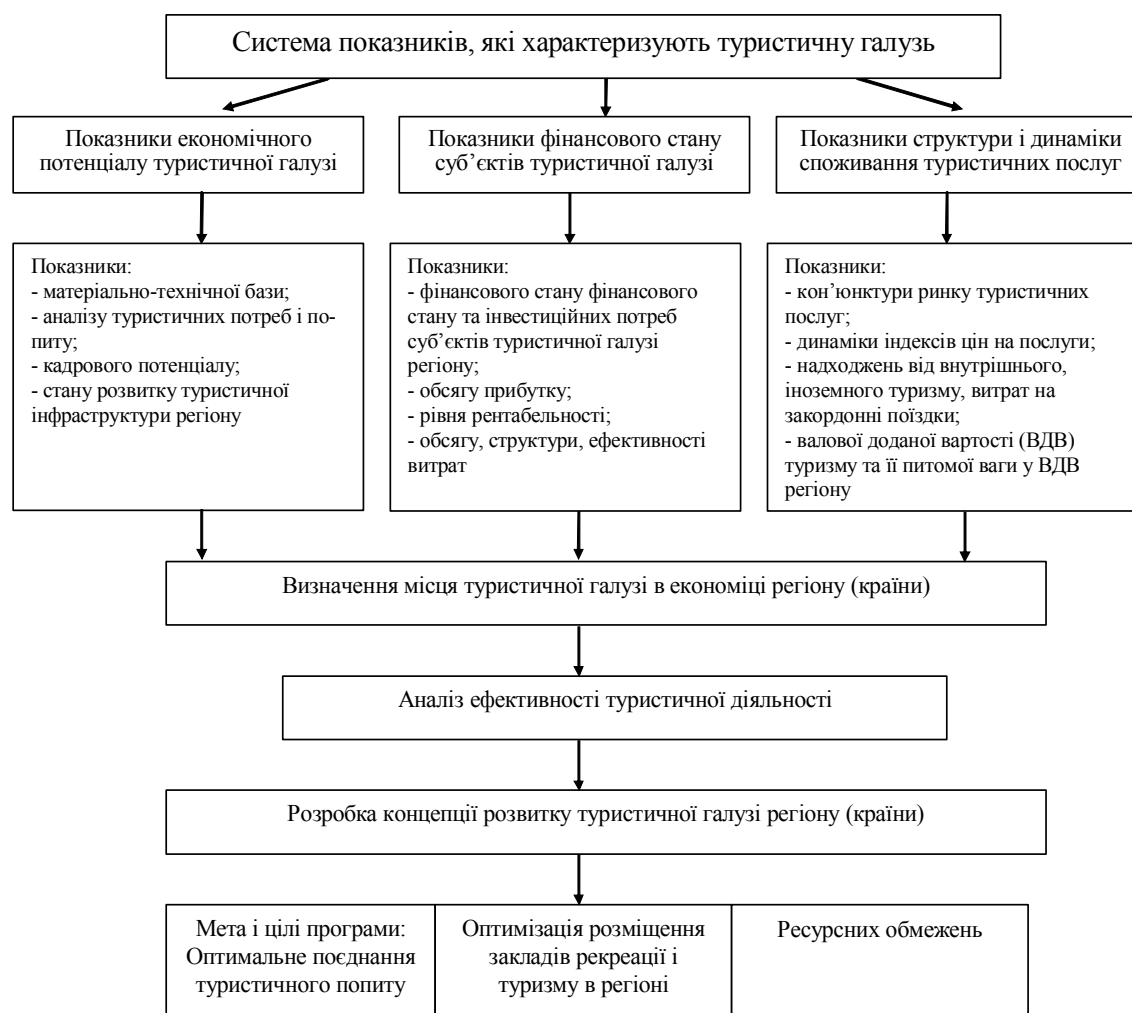 Система показників, які характеризують туристичну галузь
Показники економічного
потенціалу туристичної галузі
Показники фінансового стану
суб’єктів туристичної галузі
Показники структури і динаміки
споживання туристичних послуг
Показники:
- матеріально-технічної бази;
- аналізу туристичних потреб і по-
питу;
- кадрового потенціалу;
- стану розвитку туристичної
інфраструктури регіону
Показники:
- фінансового стану фінансового
стану та інвестиційних потреб
суб’єктів туристичної галузі
регіону;
- обсягу прибутку;
- рівня рентабельності;
- обсягу, структури, ефективності
витрат
Показники:
- кон’юнктури ринку туристичних
послуг;
- динаміки індексів цін на послуги;
- надходжень від внутрішнього,
іноземного туризму, витрат на
закордонні поїздки;
- валової доданої вартості (ВДВ)
туризму та її питомої ваги у ВДВ
регіону
Визначення місця туристичної галузі в економіці регіону (країни)
Аналіз ефективності туристичної діяльності
Розробка концепції розвитку туристичної галузі регіону (країни)
Мета і цілі програми:
Оптимальне поєднання
туристичного попиту
Оптимізація розміщення
закладів рекреації і
туризму в регіоні
Ресурсних обмежень